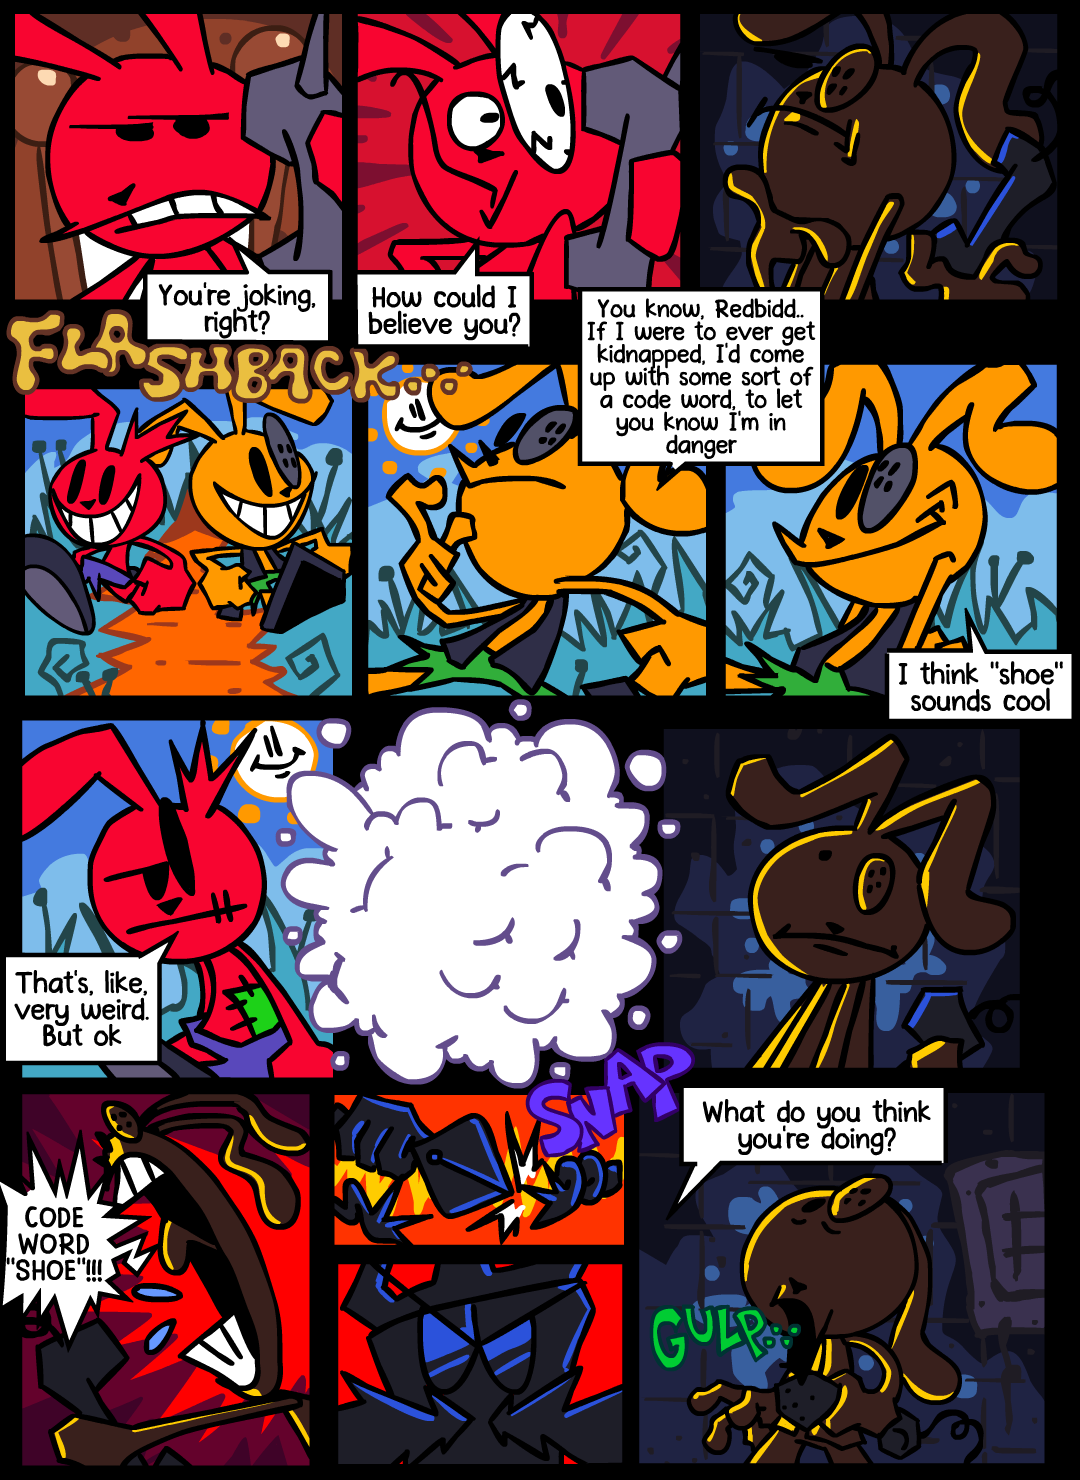 You're joking,
right?
How could I
believe you?
FLASHBACK...
You know, Redbidd..
If I were to ever get
kidnapped, I'd come
up with some sort of
a code word, to let
you know I'm in
danger
I think "shoe"
sounds cool
That's, like,
very weird.
But ok
CODE
WORD
"SHOE"!!!
SNAP
What do you think
you're doing?
GULP..